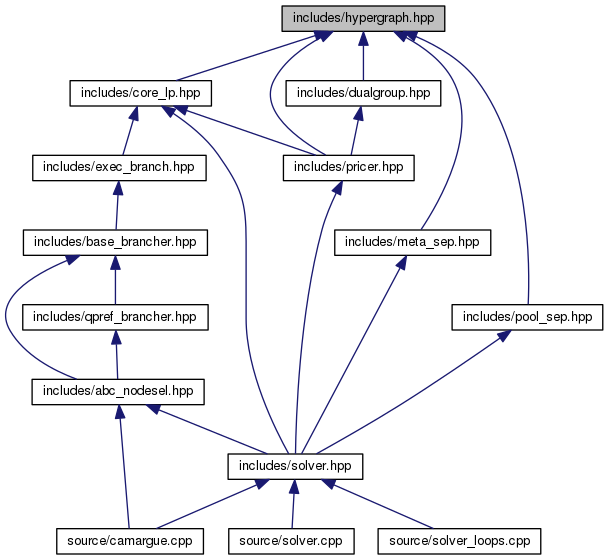 includes/hypergraph.hpp
includes/core_lp.hpp
includes/dualgroup.hpp
includes/exec_branch.hpp
includes/pricer.hpp
includes/base_brancher.hpp
includes/meta_sep.hpp
includes/qpref_brancher.hpp
includes/pool_sep.hpp
includes/abc_nodesel.hpp
includes/solver.hpp
source/camargue.cpp
source/solver.cpp
source/solver_loops.cpp